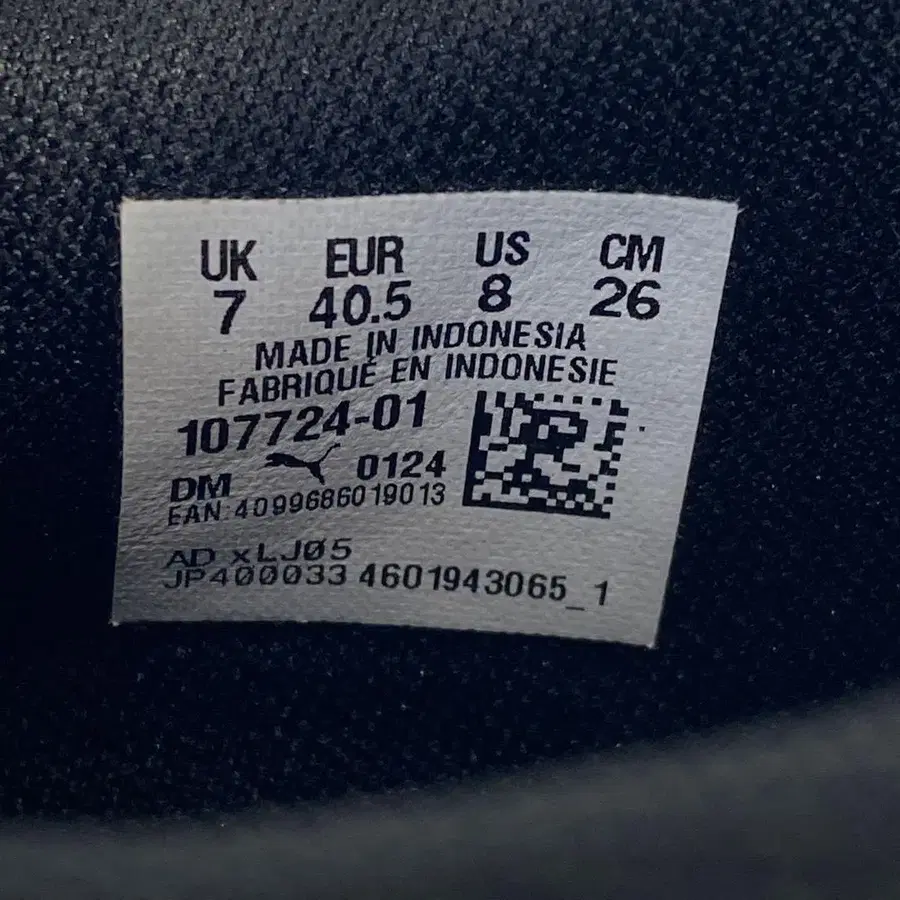 UK EUR US CM
7 40.5 8 26
MADE IN INDONESIA
FABRIQUÉ EN INDONESIE
107724-01
DM 0124
EAN:4099686019013
AD xLJ05
JP400033 4601943065_1